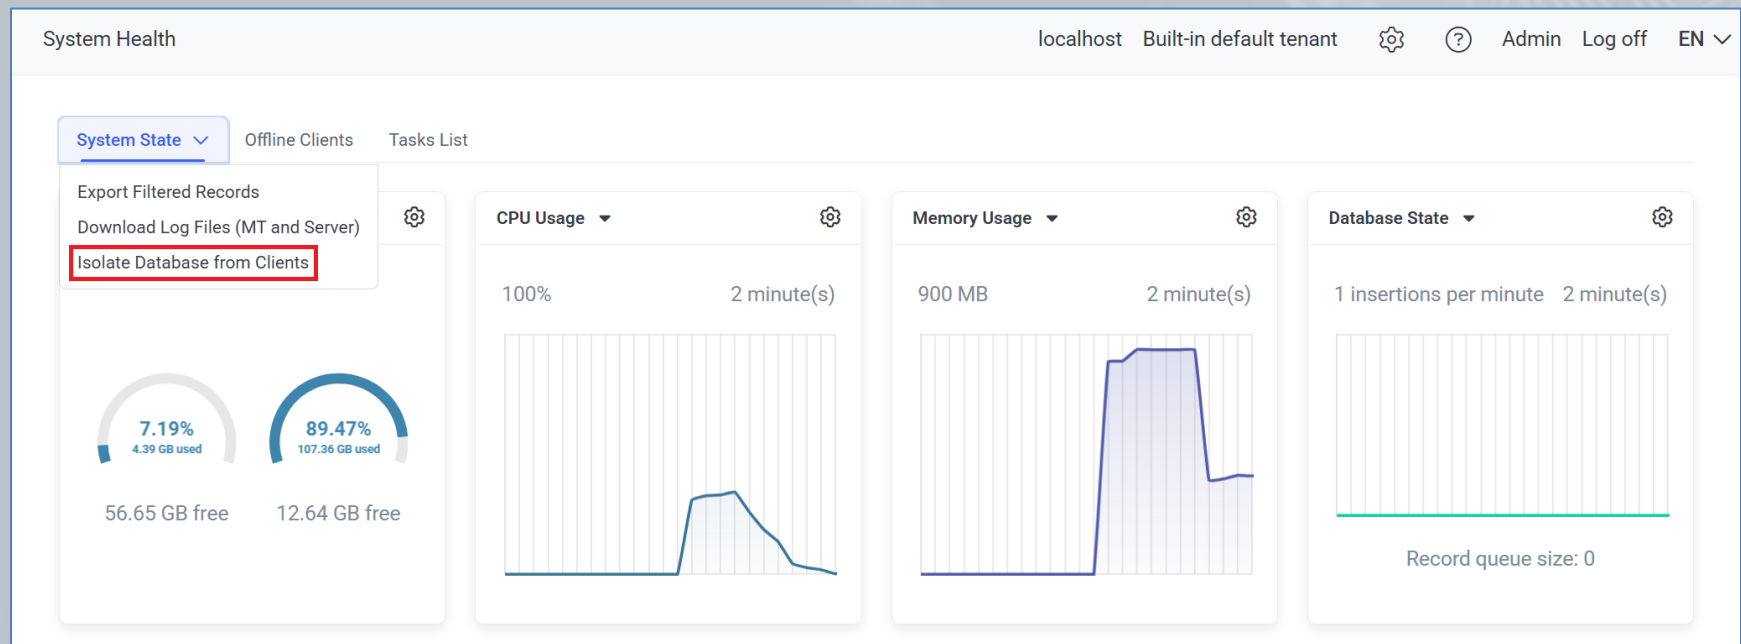 System Health
localhost Built-in default tenant Admin Log off EN
System State Offline Clients Tasks List
Export Filtered Records
Download Log Files (MT and Server)
Isolate Database from Clients
CPU Usage
100% 2 minute(s)
Memory Usage
900 MB 2 minute(s)
Database State
1 insertions per minute 2 minute(s)
7.19%
4.39 GB used
56.65 GB free
89.47%
107.36 GB used
12.64 GB free
Record queue size: 0